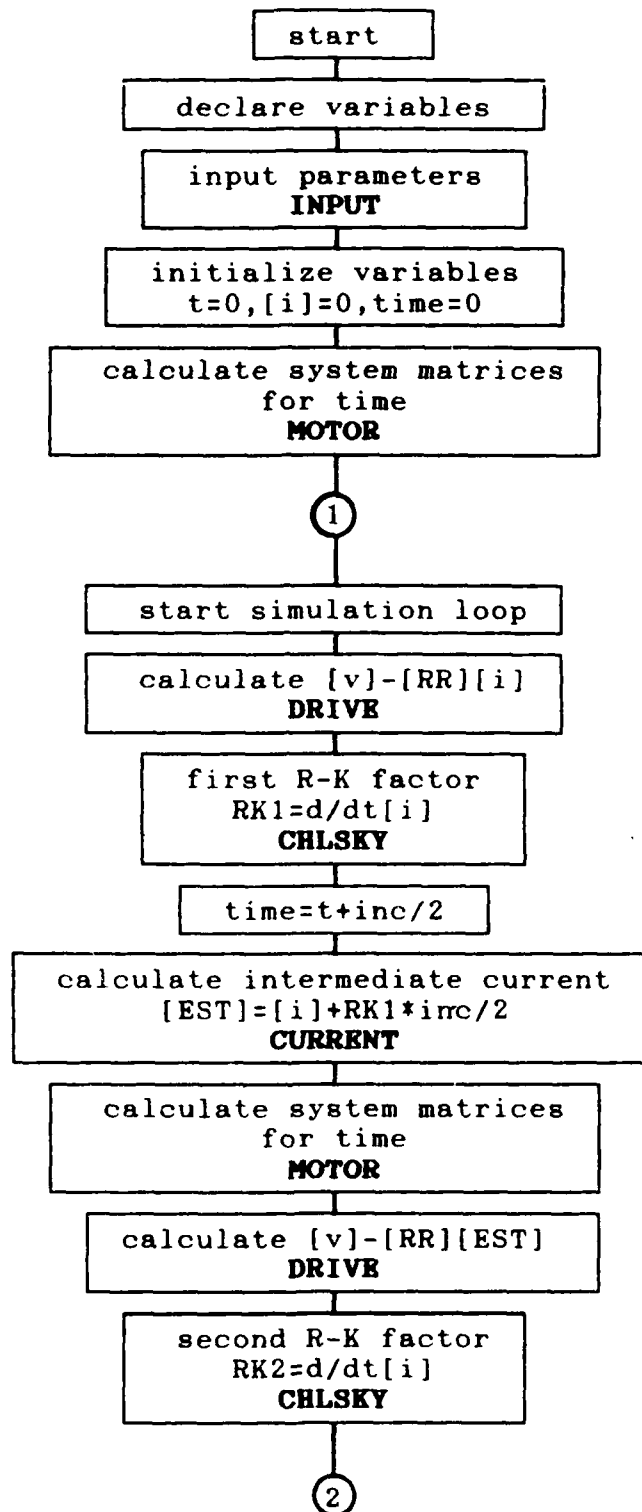 start
declare variables
input parameters
INPUT
initialize variables
t=0,[i]=0,time=0
calculate system matrices
for time
MOTOR
1
start simulation loop
calculate [v]-[RR][i]
DRIVE
first R-K factor
RK1=d/dt[i]
CHLSKY
time=t+inc/2
calculate intermediate current
[EST]=[i]+RK1*inc/2
CURRENT
calculate system matrices
for time
MOTOR
calculate [v]-[RR][EST]
DRIVE
second R-K factor
RK2=d/dt[i]
CHLSKY
2